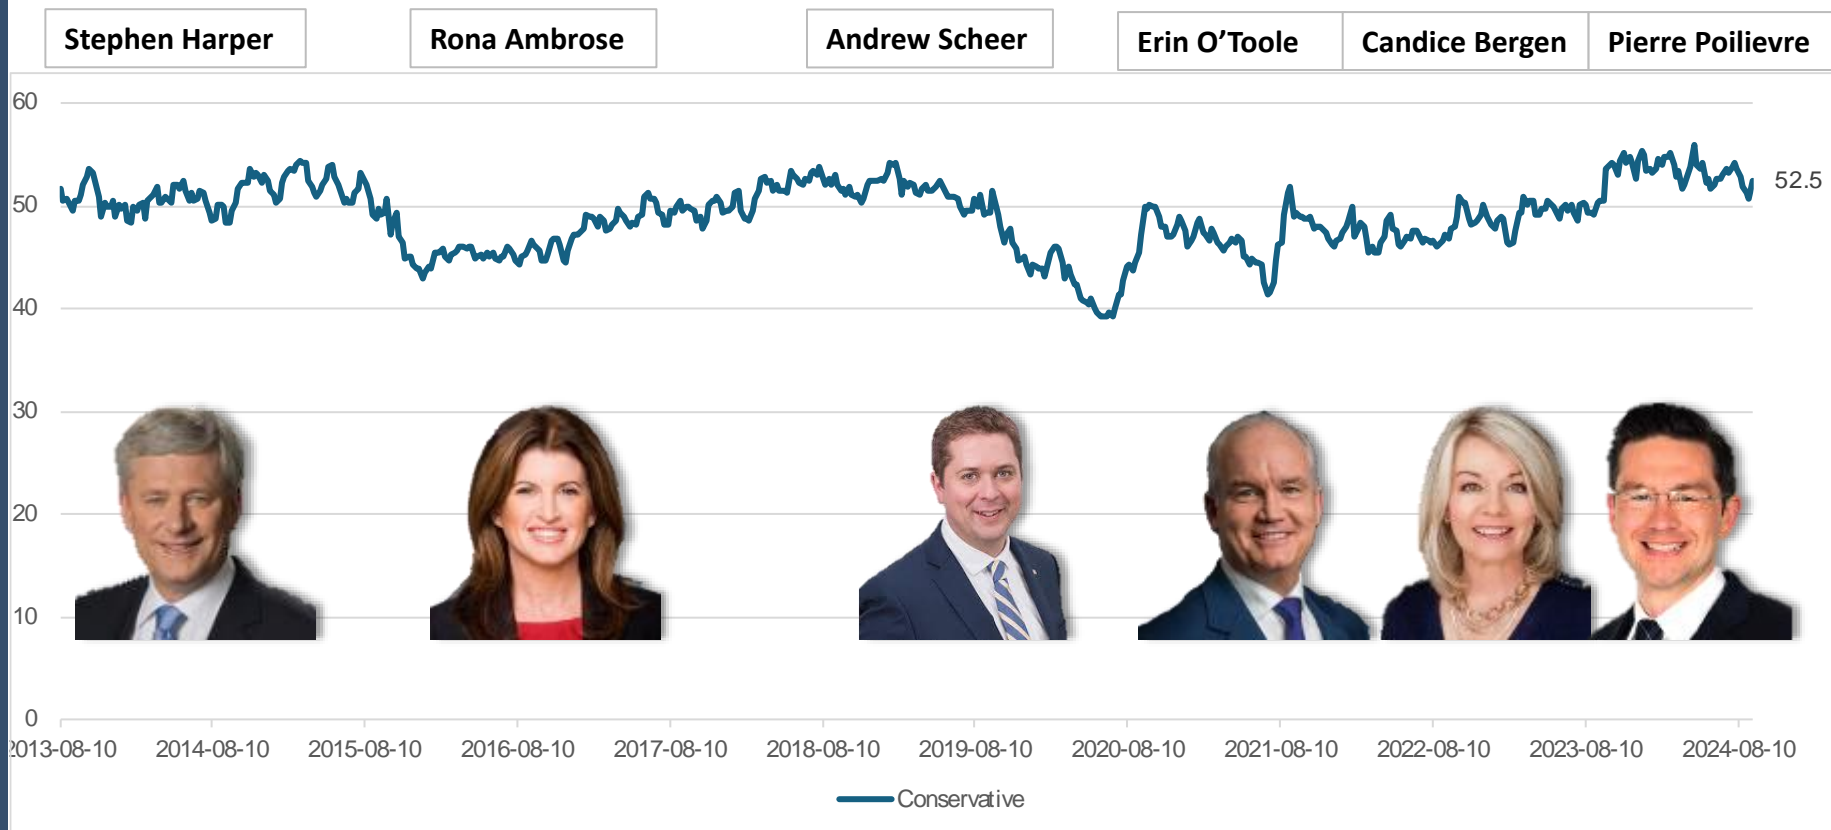 Stephen Harper
Rona Ambrose
Andrew Scheer
Erin O'Toole
Candice Bergen
Pierre Poilievre
60
50
40
30
20
10
0
52.5
2013-08-10
2014-08-10
2015-08-10
2016-08-10
2017-08-10
2018-08-10
2019-08-10
2020-08-10
2021-08-10
2022-08-10
2023-08-10
2024-08-10
Conservative